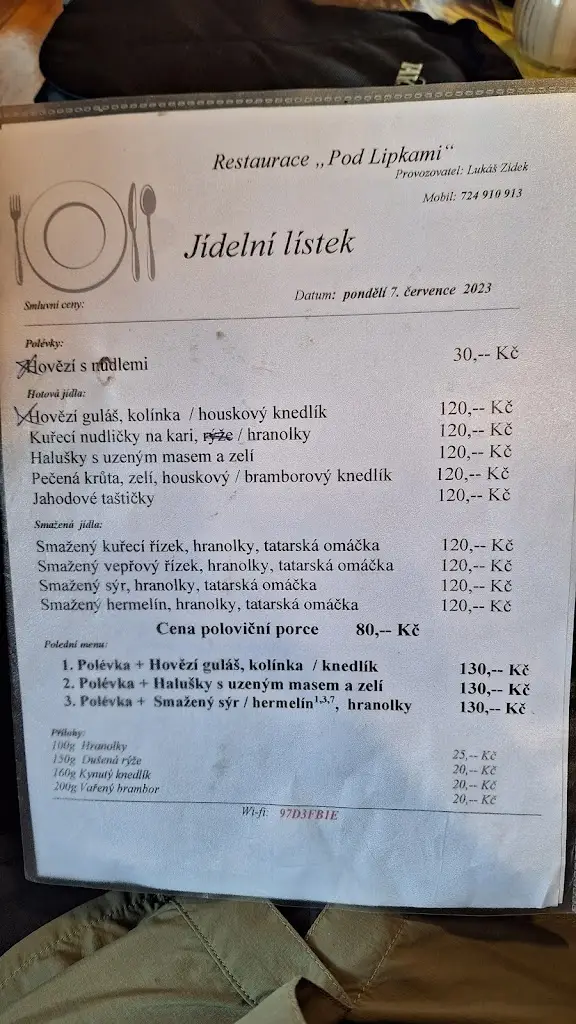 Restaurace „Pod Lipkami“
Provozovatel: Lukáš Zídek
Mobil: 724 910 913
Jídelní lístek
Datum: pondělí 7. července 2023
Smluvní ceny:
Polévky:
Hovězí s nudlemi 30,-- Kč
Hotová jídla:
Hovězí guláš, kolínka / houskový knedlík 120,-- Kč
Kuřecí nudličky na kari, rýže / hranolky 120,-- Kč
Halušky s uzeným masem a zelí 120,-- Kč
Pečená krůta, zelí, houskový / bramborový knedlík 120,-- Kč
Jahodové taštičky 120,-- Kč
Smažená jídla:
Smažený kuřecí řízek, hranolky, tatarská omáčka 120,-- Kč
Smažený vepřový řízek, hranolky, tatarská omáčka 120,-- Kč
Smažený sýr, hranolky, tatarská omáčka 120,-- Kč
Smažený hermelín, hranolky, tatarská omáčka 120,-- Kč
Cena poloviční porce 80,-- Kč
Polední menu:
1. Polévka + Hovězí guláš, kolínka / knedlík 130,-- Kč
2. Polévka + Halušky s uzeným masem a zelí 130,-- Kč
3. Polévka + Smažený sýr / hermelín1,3,7, hranolky 130,-- Kč
Přílohy:
100g Hranolky 25,-- Kč
150g Dušená rýže 20,-- Kč
160g Kynutý knedlík 20,-- Kč
200g Vařený brambor 20,-- Kč
Wi-fi: 97D3FB1E